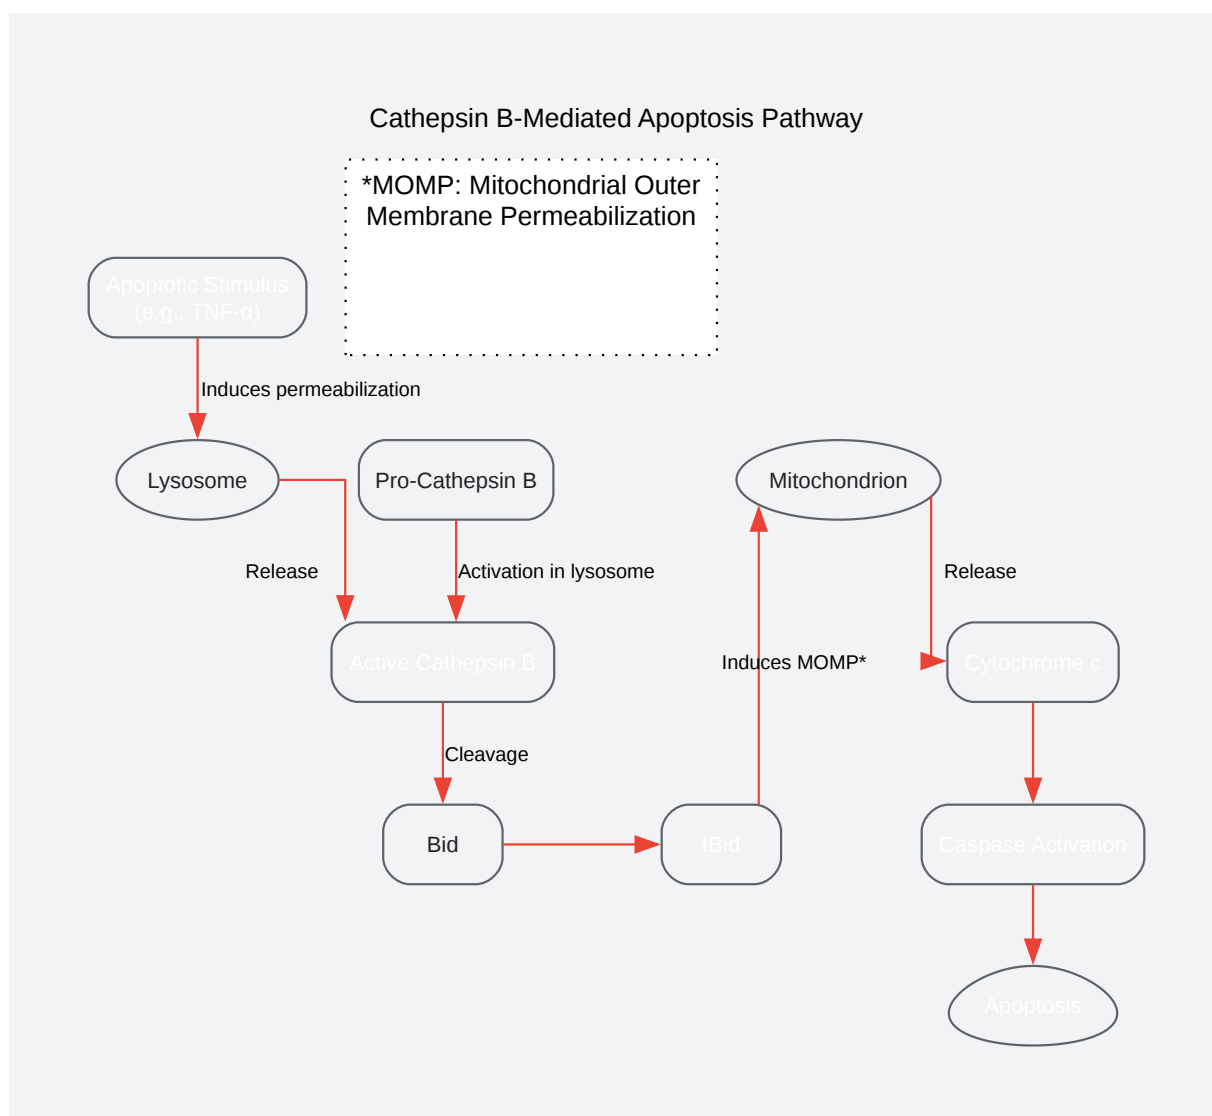 Cathepsin B-Mediated Apoptosis Pathway
*MOMP: Mitochondrial Outer
Membrane Permeabilization
Apoptotic Stimulus
(e.g., TNF-α)
Induces permeabilization
Lysosome
Pro-Cathepsin B
Mitochondrion
Release
Activation in lysosome
Release
Active Cathepsin B
Induces MOMP*
Cytochrome c
Cleavage
Bid
tBid
Caspase Activation
Apoptosis